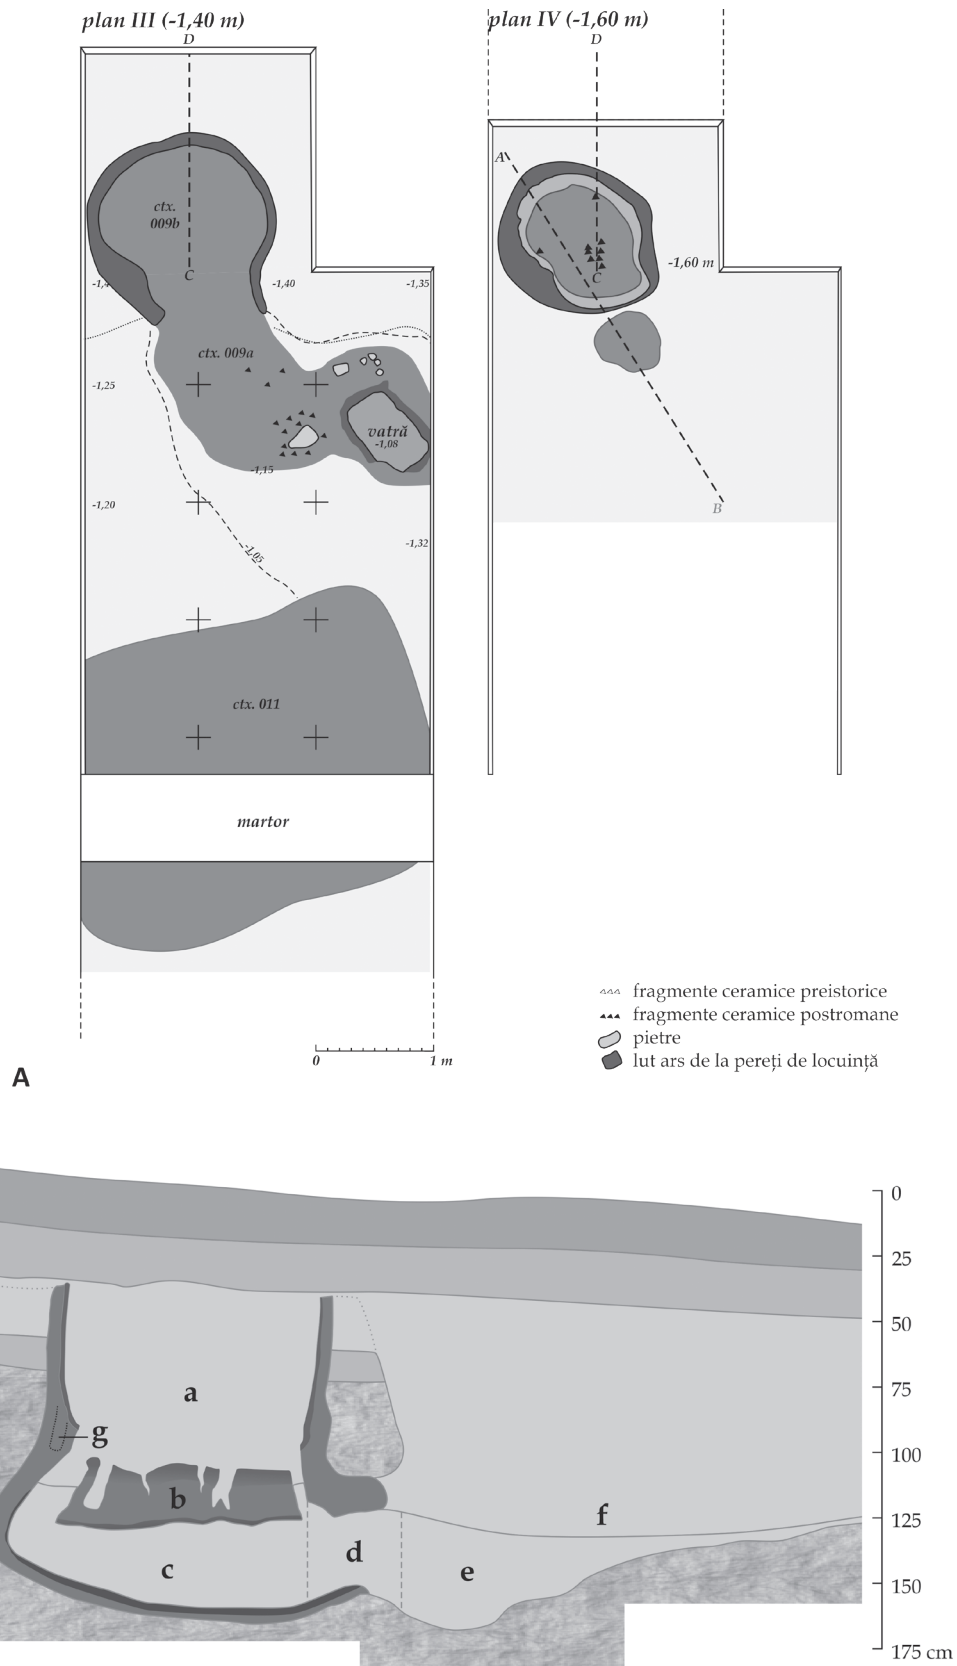 plan III (-1,40 m)
D
ctx.
009b
C
-1,40
-1,35
ctx. 009a
-1,25
vatră
-1,08
-1,15
-1,20
-1,32
-1,05
ctx. 011
martor
0 1 m
plan IV (-1,60 m)
D
A
-1,60 m
C
B
fragmente ceramice preistorice
fragmente ceramice postromane
pietre
lut ars de la pereți de locuință
A
0
25
50
75
100
125
150
175 cm
a
g
b
f
d
c
e